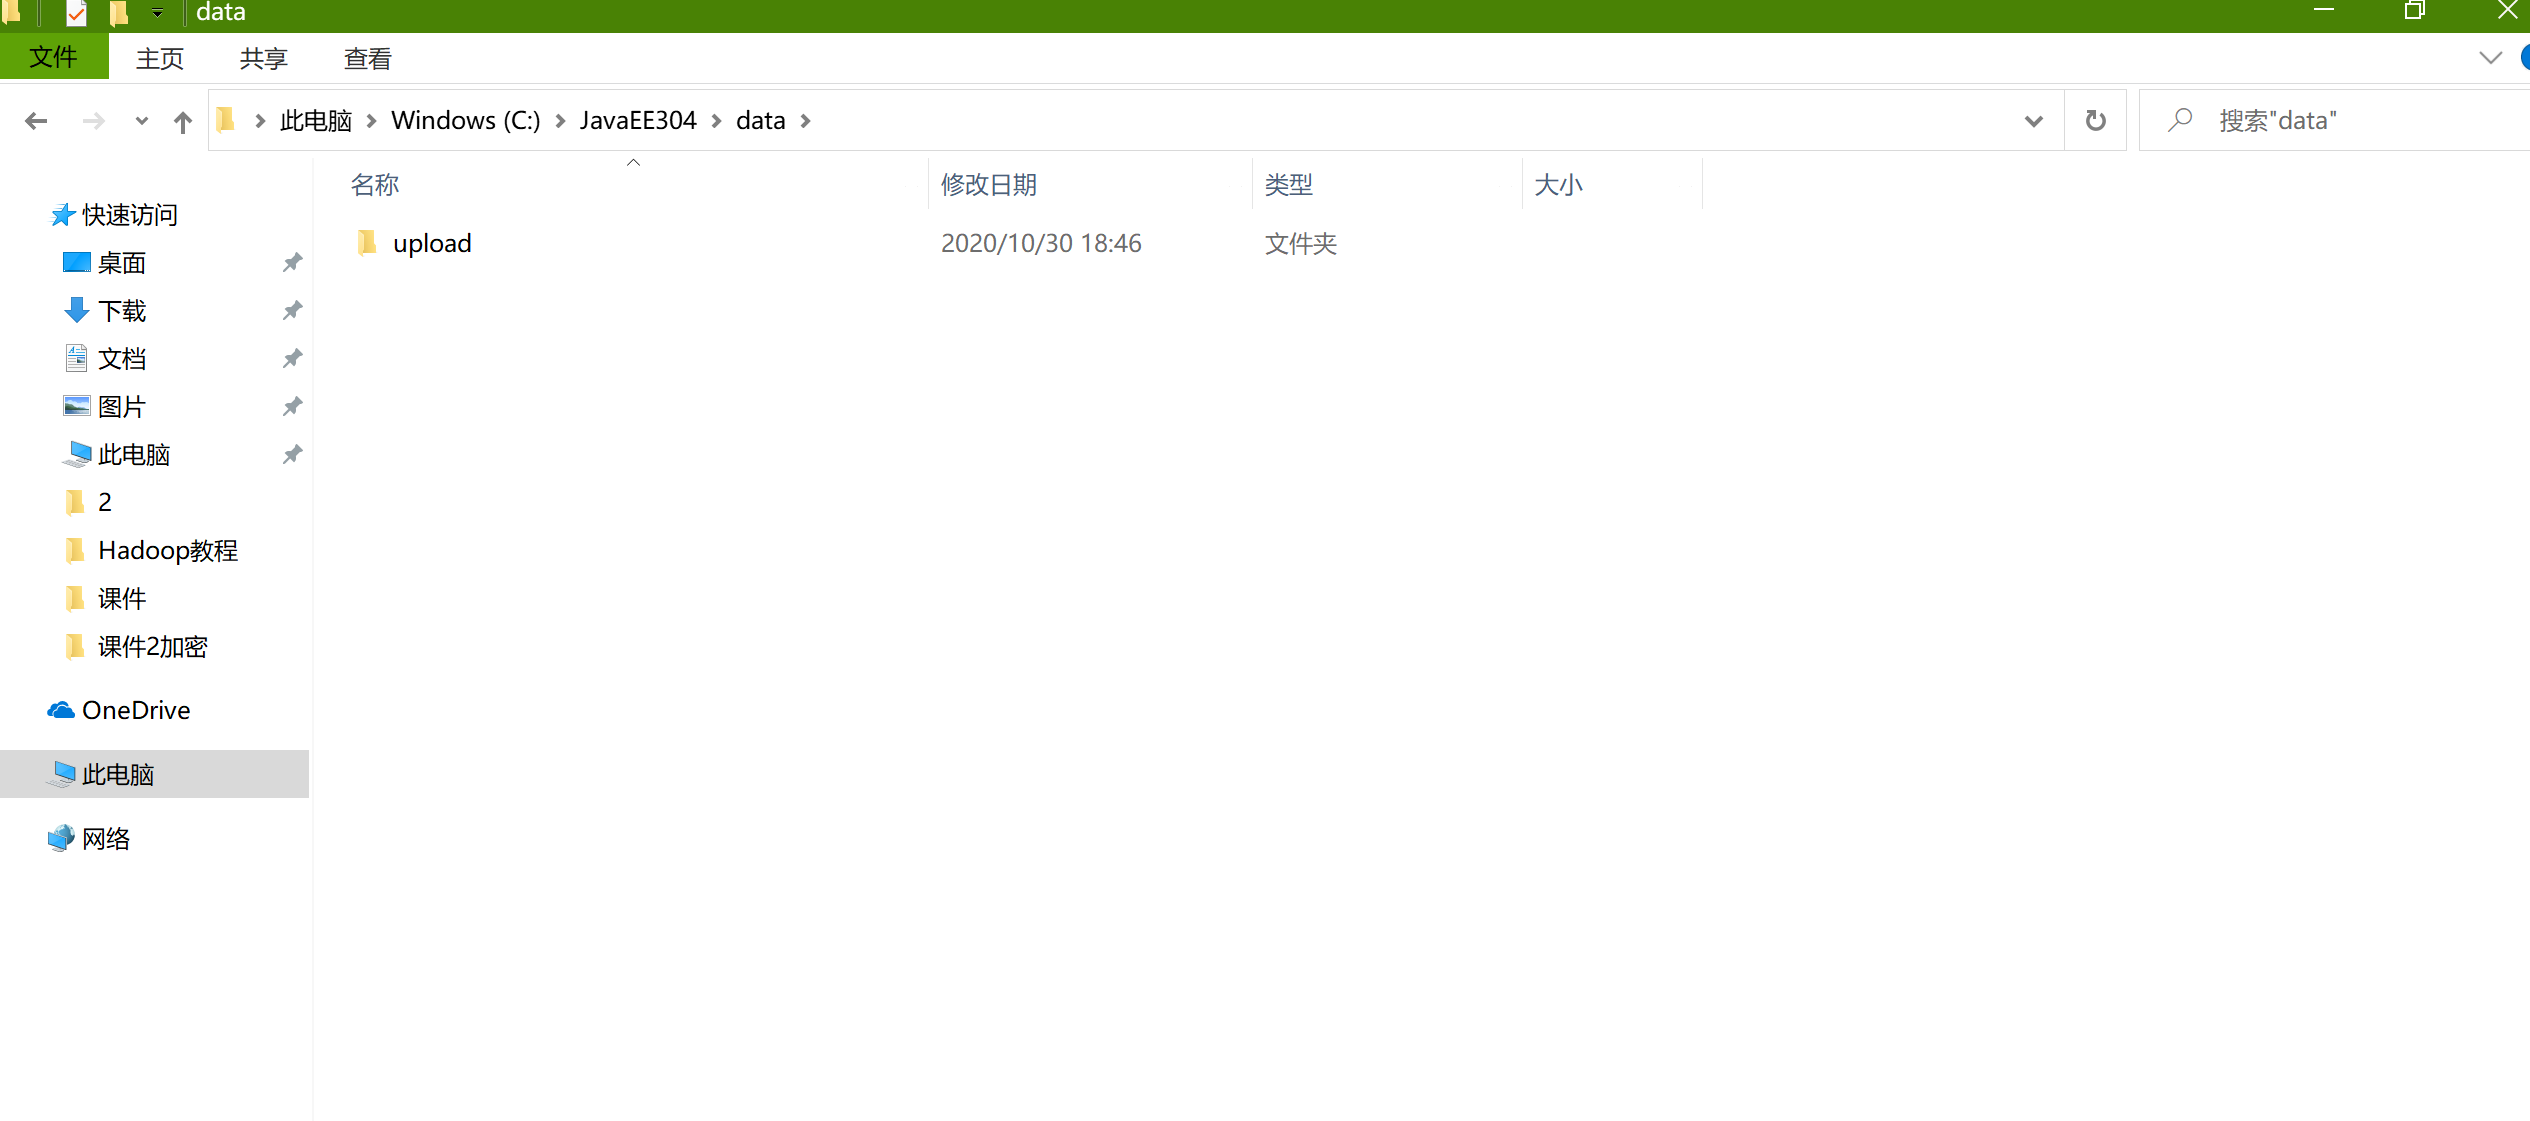 data
文件 主页 共享 查看
此电脑 Windows (C:) JavaEE304 data 搜索"data"
名称 修改日期 类型 大小
upload 2020/10/30 18:46 文件夹
快速访问
桌面
下载
文档
图片
此电脑
2
Hadoop教程
课件
课件2加密
OneDrive
此电脑
网络